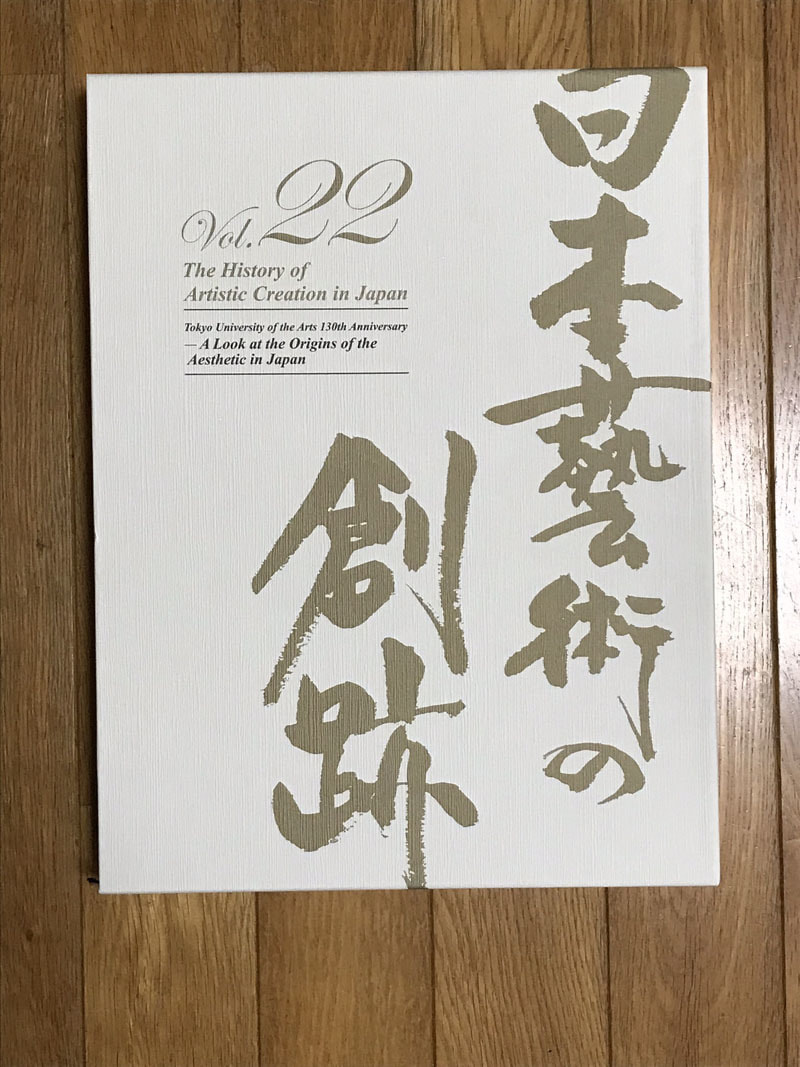 日本藝術の
創跡
Vol.22
The History of
Artistic Creation in Japan
Tokyo University of the Arts 130th Anniversary
—A Look at the Origins of the
Aesthetic in Japan